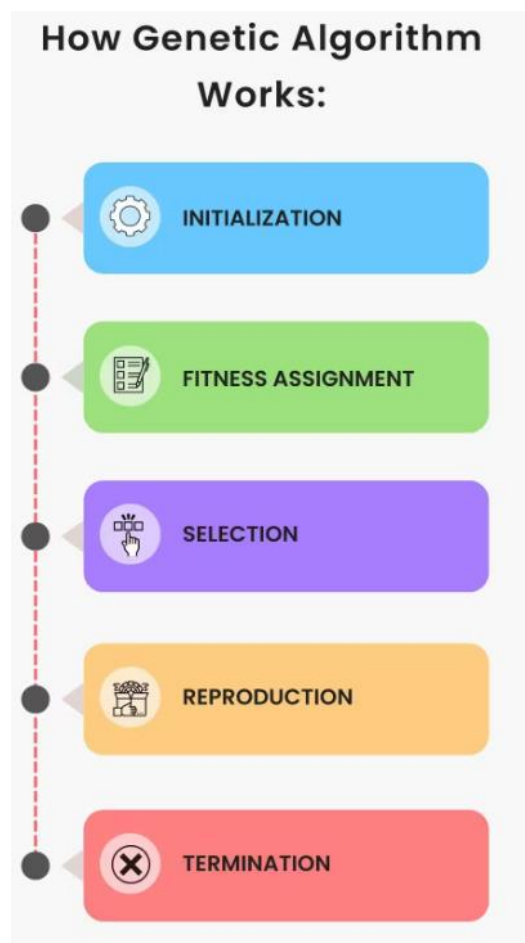 How Genetic Algorithm
Works:
INITIALIZATION
FITNESS ASSIGNMENT
SELECTION
REPRODUCTION
TERMINATION